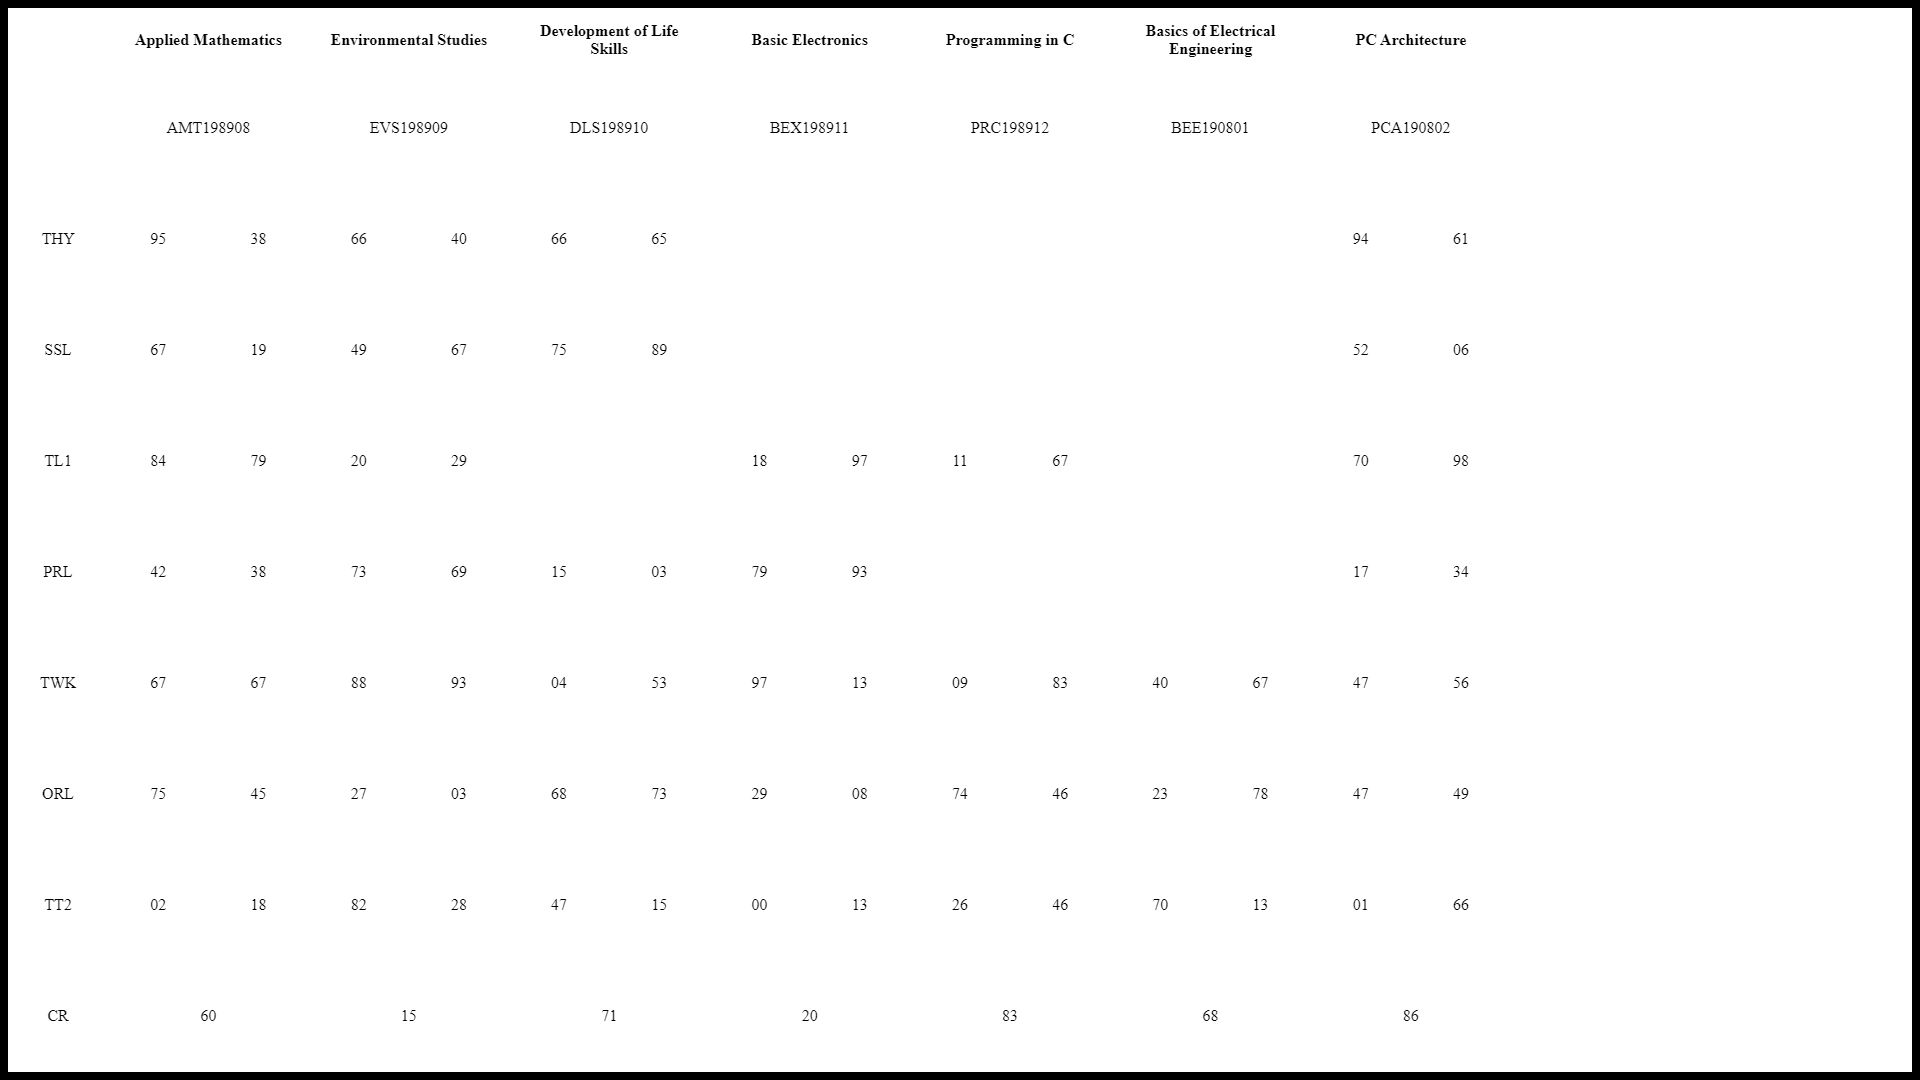 Applied Mathematics Environmental Studies Development of Life Skills Basic Electronics Programming in C Basics of Electrical Engineering PC Architecture
AMT198908 EVS198909 DLS198910 BEX198911 PRC198912 BEE190801 PCA190802
THY 95 38 66 40 66 65 94 61
SSL 67 19 49 67 75 89 52 06
TL1 84 79 20 29 18 97 11 67 70 98
PRL 42 38 73 69 15 03 79 93 17 34
TWK 67 67 88 93 04 53 97 13 09 83 40 67 47 56
ORL 75 45 27 03 68 73 29 08 74 46 23 78 47 49
TT2 02 18 82 28 47 15 00 13 26 46 70 13 01 66
CR 60 15 71 20 83 68 86